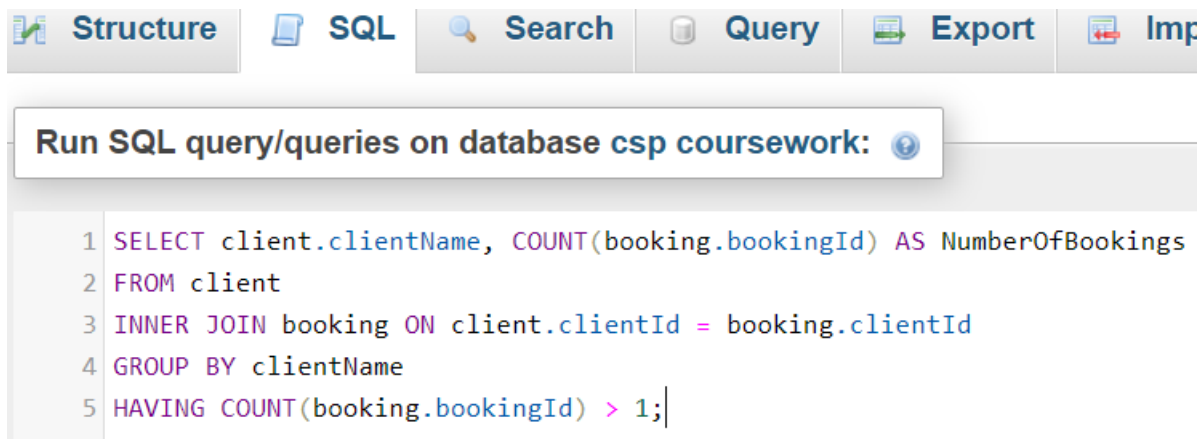 Structure SQL Search Query Export Imp
Run SQL query/queries on database csp coursework:
1 SELECT client.clientName, COUNT(booking.bookingId) AS NumberOfBookings
2 FROM client
3 INNER JOIN booking ON client.clientId = booking.clientId
4 GROUP BY clientName
5 HAVING COUNT(booking.bookingId) > 1;